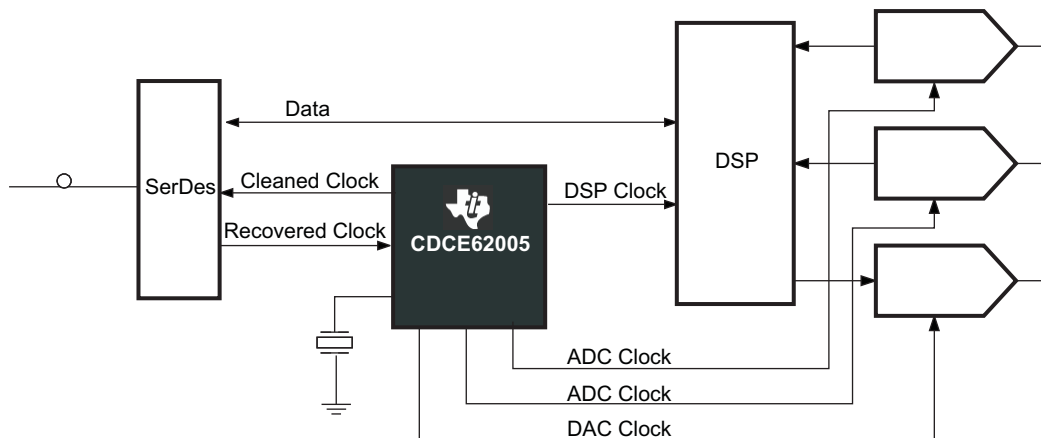 Data
SerDes
Cleaned Clock
Recovered Clock
CDCE62005
DSP Clock
DSP
ADC Clock
ADC Clock
DAC Clock